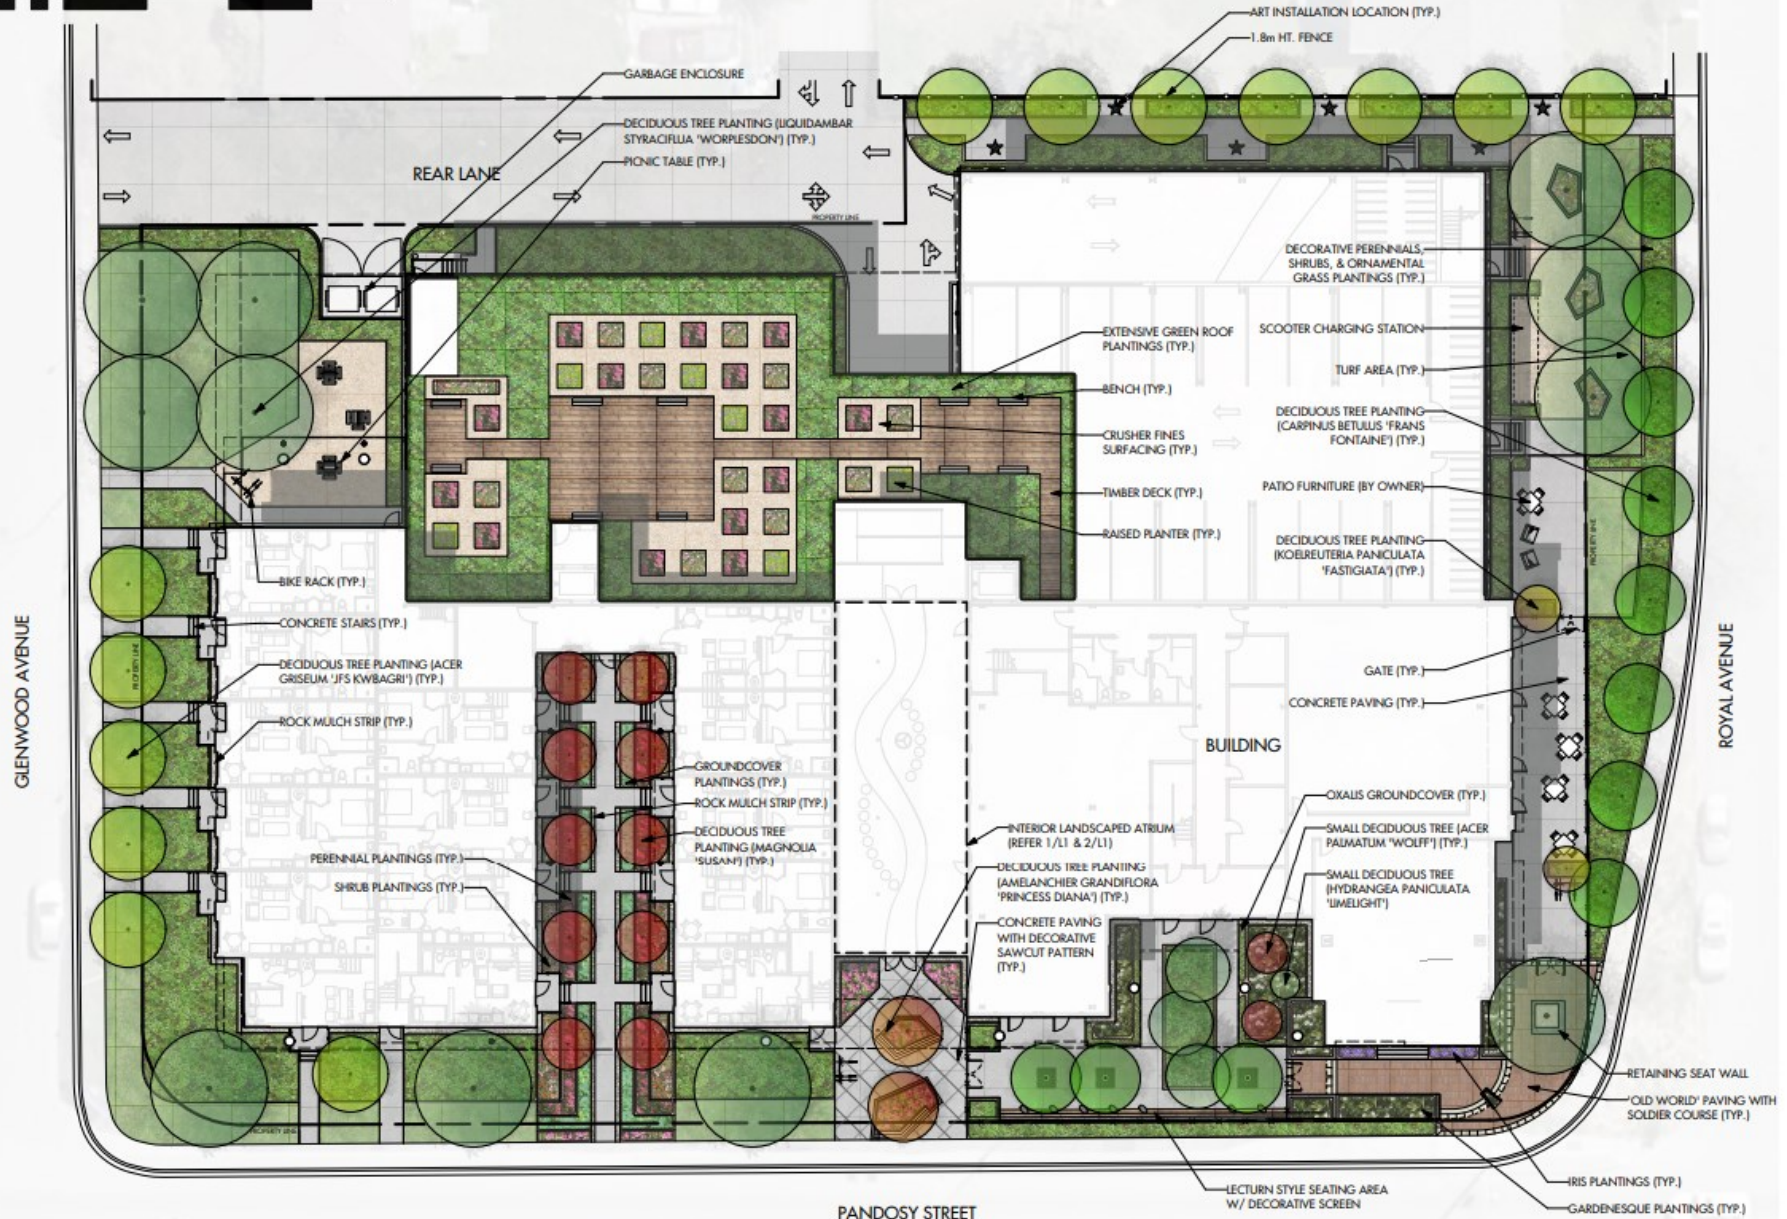 ART INSTALLATION LOCATION (TYP.)
1.8m HT. FENCE
GARBAGE ENCLOSURE
DECIDUOUS TREE PLANTING (LIQUIDAMBAR
STYRACIFLUA 'WORPLESDON') (TYP.)
PICNIC TABLE (TYP.)
REAR LANE
PROPERTY LINE
DECORATIVE PERENNIALS,
SHRUBS, & ORNAMENTAL
GRASS PLANTINGS (TYP.)
SCOOTER CHARGING STATION
TURF AREA (TYP.)
DECIDUOUS TREE PLANTING
(CARPINUS BETULUS 'FRANS
FONTAINE') (TYP.)
PATIO FURNITURE (BY OWNER)
PROPERTY LINE
DECIDUOUS TREE PLANTING
(KOELREUTERIA PANICULATA
'FASTIGIATA') (TYP.)
EXTENSIVE GREEN ROOF
PLANTINGS (TYP.)
BENCH (TYP.)
CRUSHER FINES
SURFACING (TYP.)
TIMBER DECK (TYP.)
RAISED PLANTER (TYP.)
BIKE RACK (TYP.)
CONCRETE STAIRS (TYP.)
DECIDUOUS TREE PLANTING (ACER
GRISEUM 'JFS KWBAGRI') (TYP.)
PROPERTY LINE
ROCK MULCH STRIP (TYP.)
GLENWOOD AVENUE
ROYAL AVENUE
GATE (TYP.)
CONCRETE PAVING (TYP.)
BUILDING
GROUNDCOVER
PLANTINGS (TYP.)
ROCK MULCH STRIP (TYP.)
DECIDUOUS TREE
PLANTING (MAGNOLIA
'SUSAN') (TYP.)
PERENNIAL PLANTINGS (TYP.)
SHRUB PLANTINGS (TYP.)
INTERIOR LANDSCAPED ATRIUM
(REFER 1/L1 & 2/L1)
DECIDUOUS TREE PLANTING
(AMELANCHIER GRANDIFLORA
'PRINCESS DIANA') (TYP.)
CONCRETE PAVING
WITH DECORATIVE
SAWCUT PATTERN
(TYP.)
OXALIS GROUNDCOVER (TYP.)
SMALL DECIDUOUS TREE (ACER
PALMATUM 'WOLFF') (TYP.)
SMALL DECIDUOUS TREE
(HYDRANGEA PANICULATA
'LIMELIGHT')
RETAINING SEAT WALL
'OLD WORLD' PAVING WITH
SOLDIER COURSE (TYP.)
PROPERTY LINE
IRIS PLANTINGS (TYP.)
GARDENESQUE PLANTINGS (TYP.)
LECTURN STYLE SEATING AREA
W/ DECORATIVE SCREEN
PANDOSY STREET